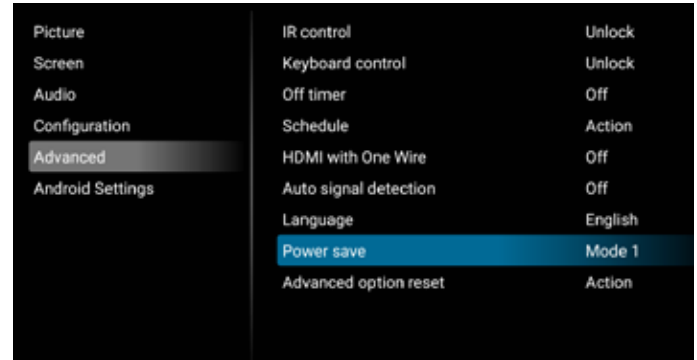 Picture
Screen
Audio
Configuration
Advanced
Android Settings
IR control Unlock
Keyboard control Unlock
Off timer Off
Schedule Action
HDMI with One Wire Off
Auto signal detection Off
Language English
Power save Mode 1
Advanced option reset Action